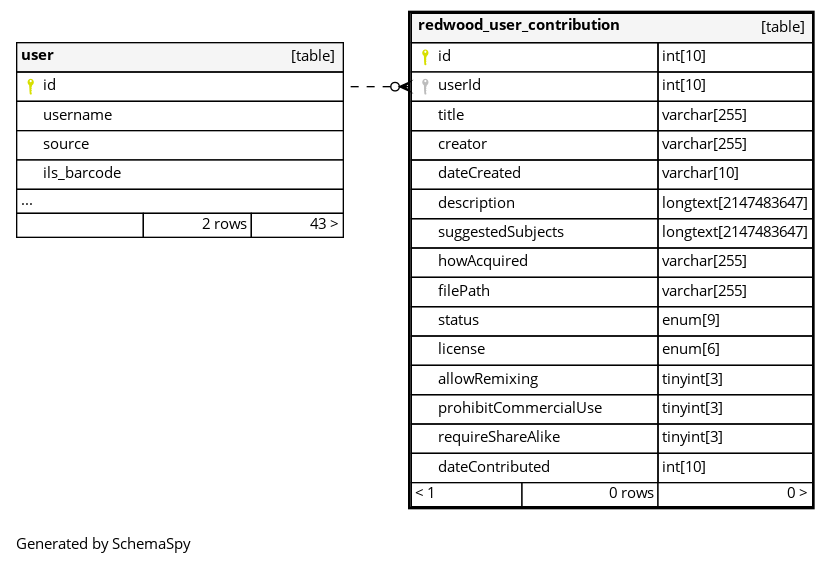 user [table]
id
username
source
ils_barcode
...
2 rows 43 >
redwood_user_contribution [table]
id int[10]
userId int[10]
title varchar[255]
creator varchar[255]
dateCreated varchar[10]
description longtext[2147483647]
suggestedSubjects longtext[2147483647]
howAcquired varchar[255]
filePath varchar[255]
status enum[9]
license enum[6]
allowRemixing tinyint[3]
prohibitCommercialUse tinyint[3]
requireShareAlike tinyint[3]
dateContributed int[10]
< 1 0 rows 0 >
Generated by SchemaSpy